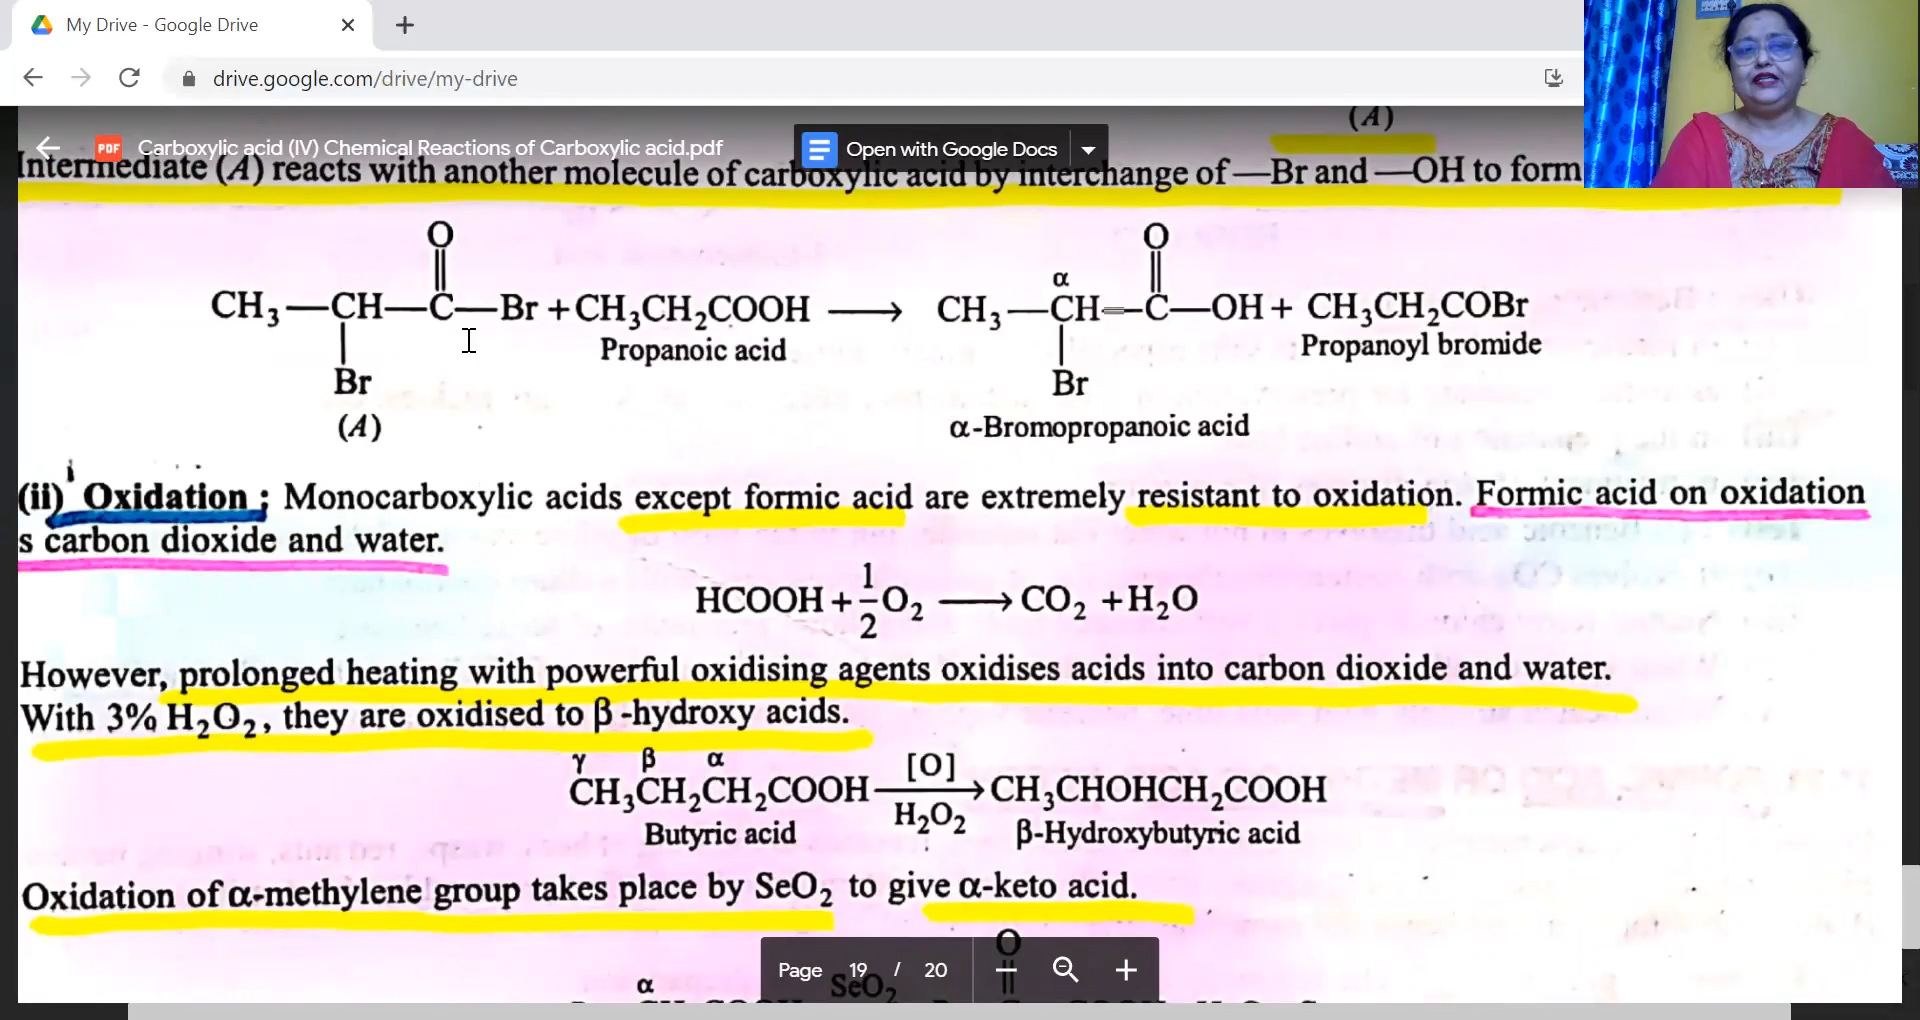 My Drive - Google Drive
drive.google.com/drive/my-drive
(A)
PDF Carboxylic acid (IV) Chemical Reactions of Carboxylic acid.pdf
Open with Google Docs
Intermediate (A) reacts with another molecule of carboxylic acid by interchange of —Br and —OH to form
O O
α
CH₃—CH—C—Br + CH₃CH₂COOH ⟶ CH₃—CH—C—OH + CH₃CH₂COBr
Propanoic acid Propanoyl bromide
Br Br
(A) α-Bromopropanoic acid
(ii) Oxidation ; Monocarboxylic acids except formic acid are extremely resistant to oxidation. Formic acid on oxidation
s carbon dioxide and water.
HCOOH + 1/2 O₂ ⟶ CO₂ + H₂O
However, prolonged heating with powerful oxidising agents oxidises acids into carbon dioxide and water.
With 3% H₂O₂, they are oxidised to β-hydroxy acids.
γ β α [O]
CH₃CH₂CH₂COOH ⟶ CH₃CHOHCH₂COOH
H₂O₂
Butyric acid β-Hydroxybutyric acid
Oxidation of α-methylene group takes place by SeO₂ to give α-keto acid.
O
Page 19 / 20
α SeO₂